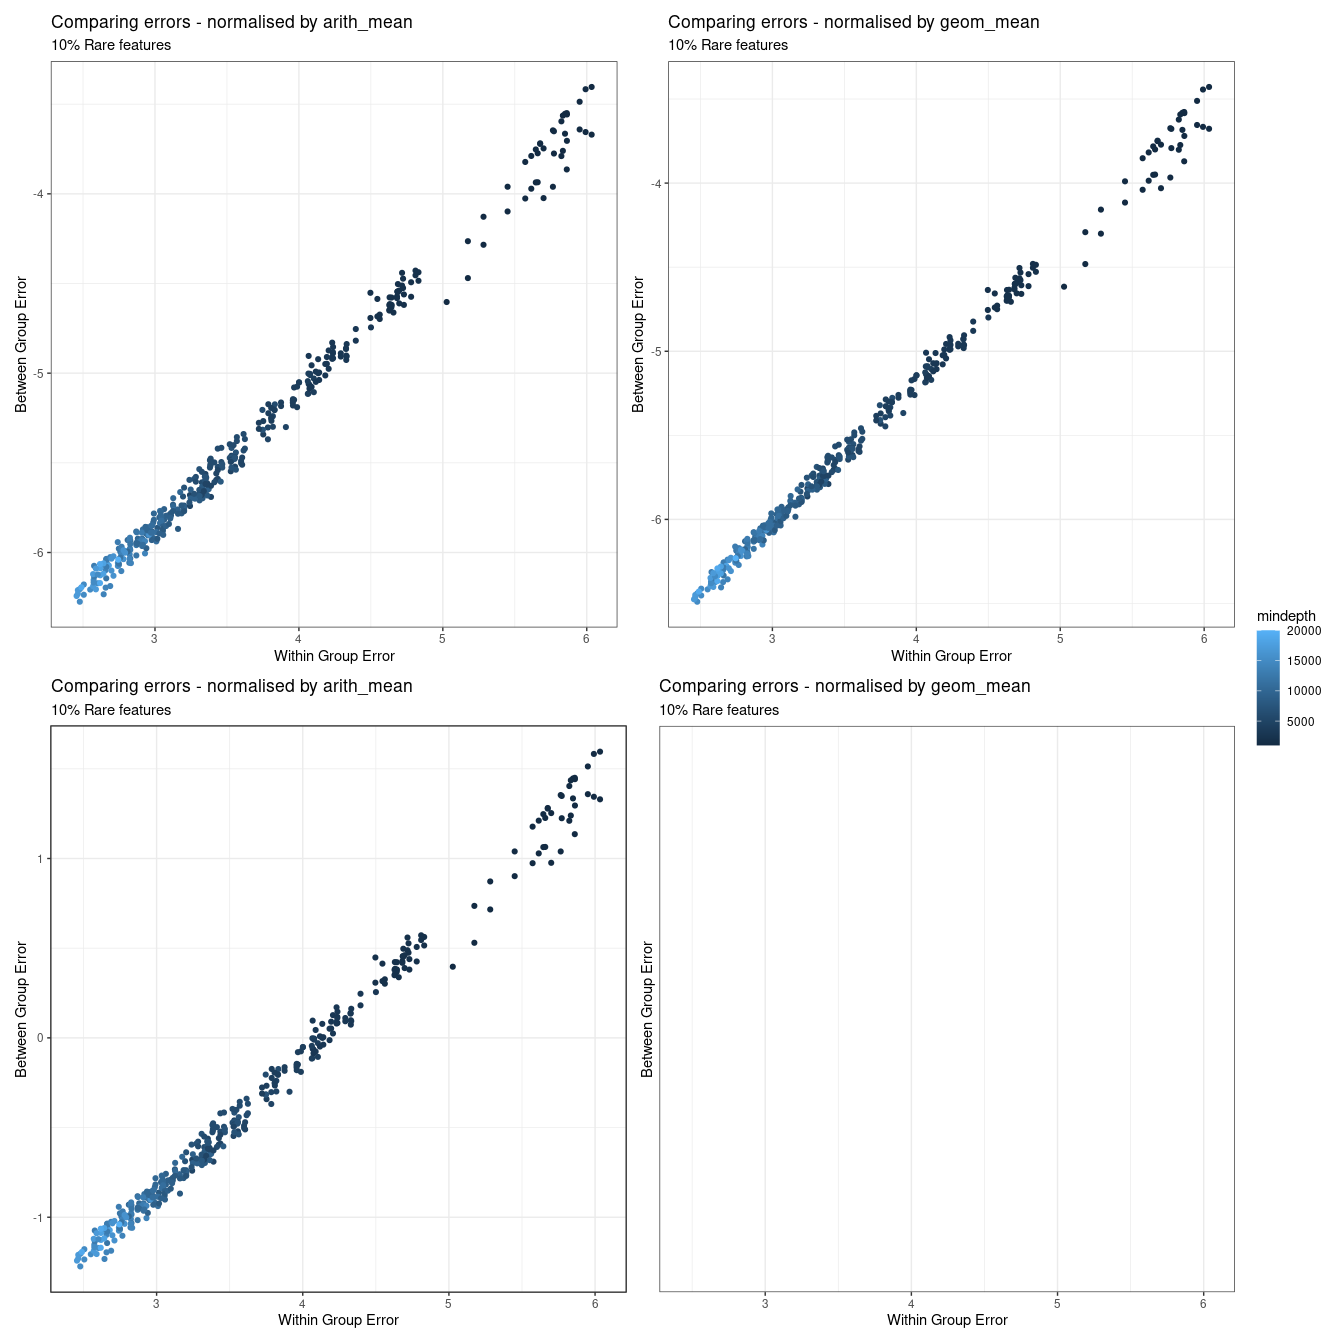 Comparing errors - normalised by arith_mean
10% Rare features
Between Group Error
-4
-5
-6
3 4 5 6
Within Group Error
Comparing errors - normalised by geom_mean
10% Rare features
Between Group Error
-4
-5
-6
3 4 5 6
Within Group Error
mindepth
20000
15000
10000
5000
Comparing errors - normalised by arith_mean
10% Rare features
Between Group Error
1
0
-1
3 4 5 6
Within Group Error
Comparing errors - normalised by geom_mean
10% Rare features
Between Group Error
3 4 5 6
Within Group Error